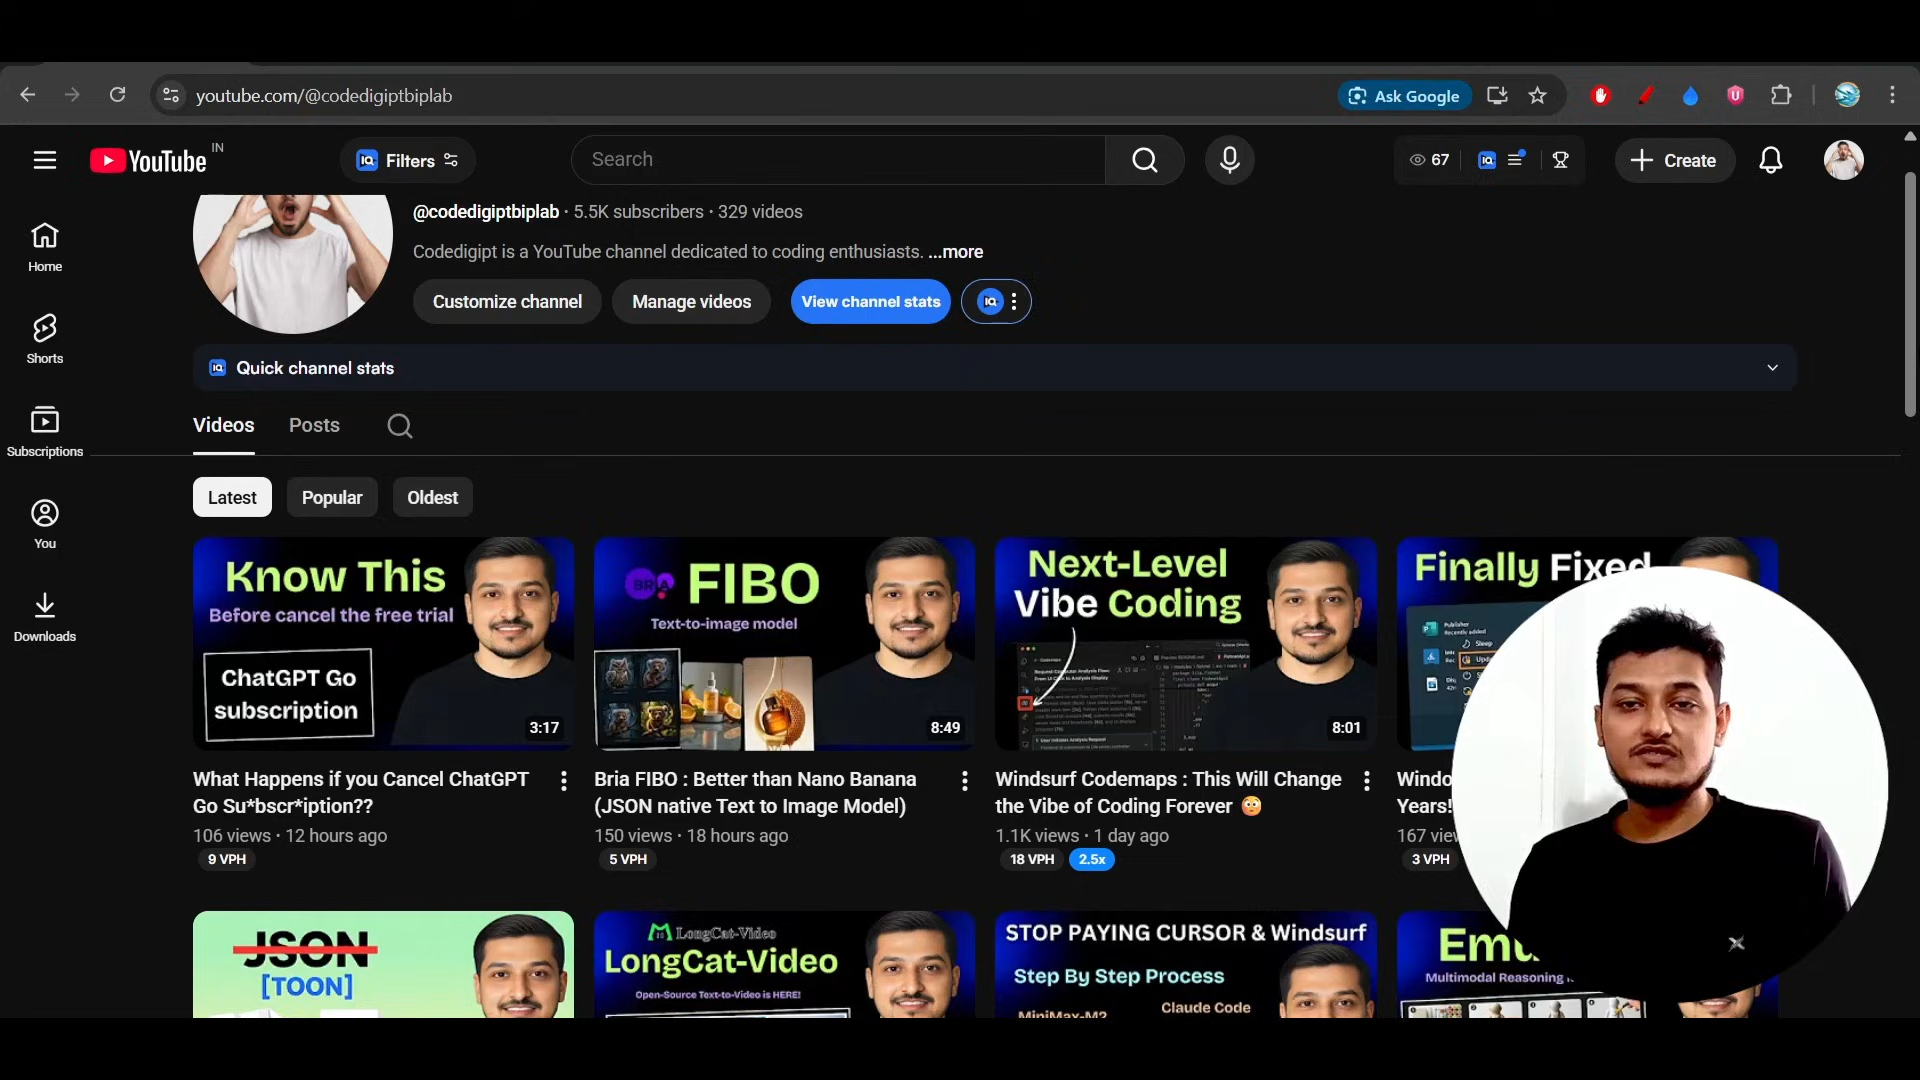 youtube.com/@codedigiptbiplab
Ask Google
YouTube IN
Filters
Search
67
Create
@codedigiptbiplab · 5.5K subscribers · 329 videos
Codedigipt is a YouTube channel dedicated to coding enthusiasts. ...more
Customize channel
Manage videos
View channel stats
Quick channel stats
Home
Shorts
Subscriptions
You
Downloads
Videos
Posts
Latest
Popular
Oldest
Know This
Before cancel the free trial
ChatGPT Go
subscription
3:17
What Happens if you Cancel ChatGPT
Go Su*bscr*iption??
106 views · 12 hours ago
9 VPH
BRIA
FIBO
Text-to-image model
8:49
Bria FIBO : Better than Nano Banana
(JSON native Text to Image Model)
150 views · 18 hours ago
5 VPH
Next-Level
Vibe Coding
8:01
Windsurf Codemaps : This Will Change
the Vibe of Coding Forever 😳
1.1K views · 1 day ago
18 VPH
2.5x
Finally Fixed
Publisher
Recently added
Sleep
Windo
Years!
167 vie
3 VPH
JSON
[TOON]
LongCat-Video
LongCat-Video
Open-Source Text-to-Video is HERE!
STOP PAYING CURSOR & Windsurf
Step By Step Process
Claude Code
MiniMax-M2
Emu
Multimodal Reasoning